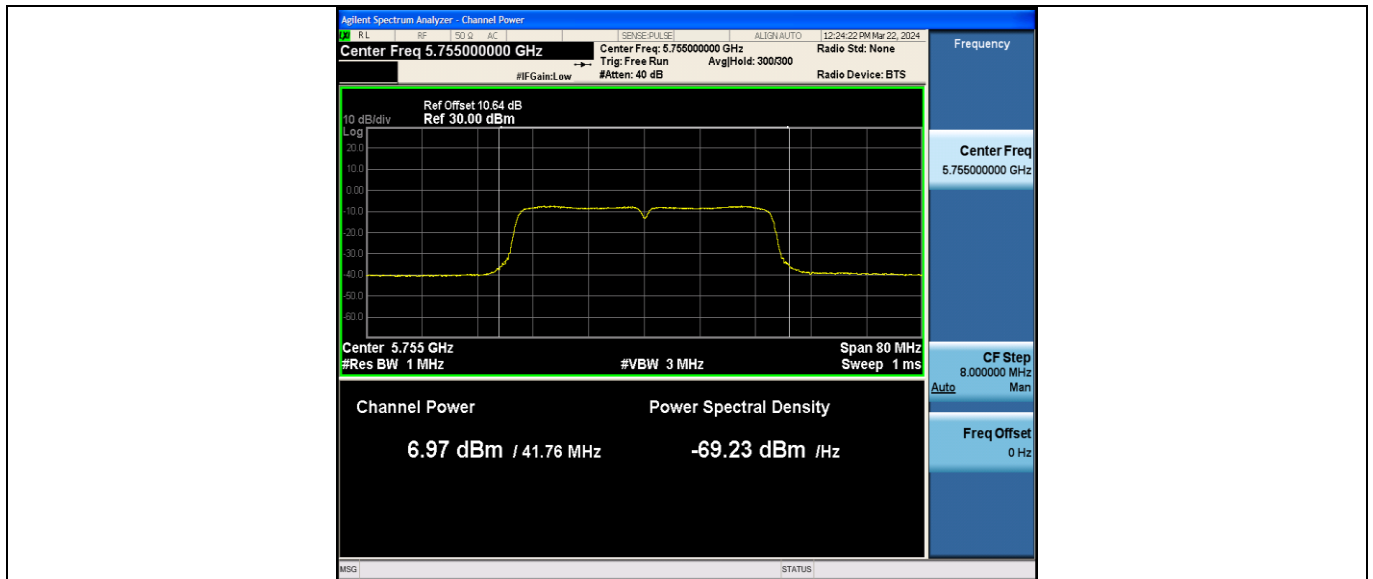 Agilent Spectrum Analyzer - Channel Power
LXI RL RF 50 Ω AC SENSE:PULSE ALIGN AUTO 12:24:22 PM Mar 22, 2024
Center Freq 5.755000000 GHz
Center Freq: 5.755000000 GHz Radio Std: None
Trig: Free Run Avg|Hold: 300/300
#IFGain:Low #Atten: 40 dB Radio Device: BTS
Ref Offset 10.64 dB
10 dB/div Ref 30.00 dBm
Log
20.0
10.0
0.00
-10.0
-20.0
-30.0
-40.0
-50.0
-60.0
Center 5.755 GHz Span 80 MHz
#Res BW 1 MHz #VBW 3 MHz Sweep 1 ms
Channel Power Power Spectral Density
6.97 dBm / 41.76 MHz -69.23 dBm /Hz
MSG STATUS
Frequency
Center Freq
5.755000000 GHz
CF Step
8.000000 MHz
Auto Man
Freq Offset
0 Hz